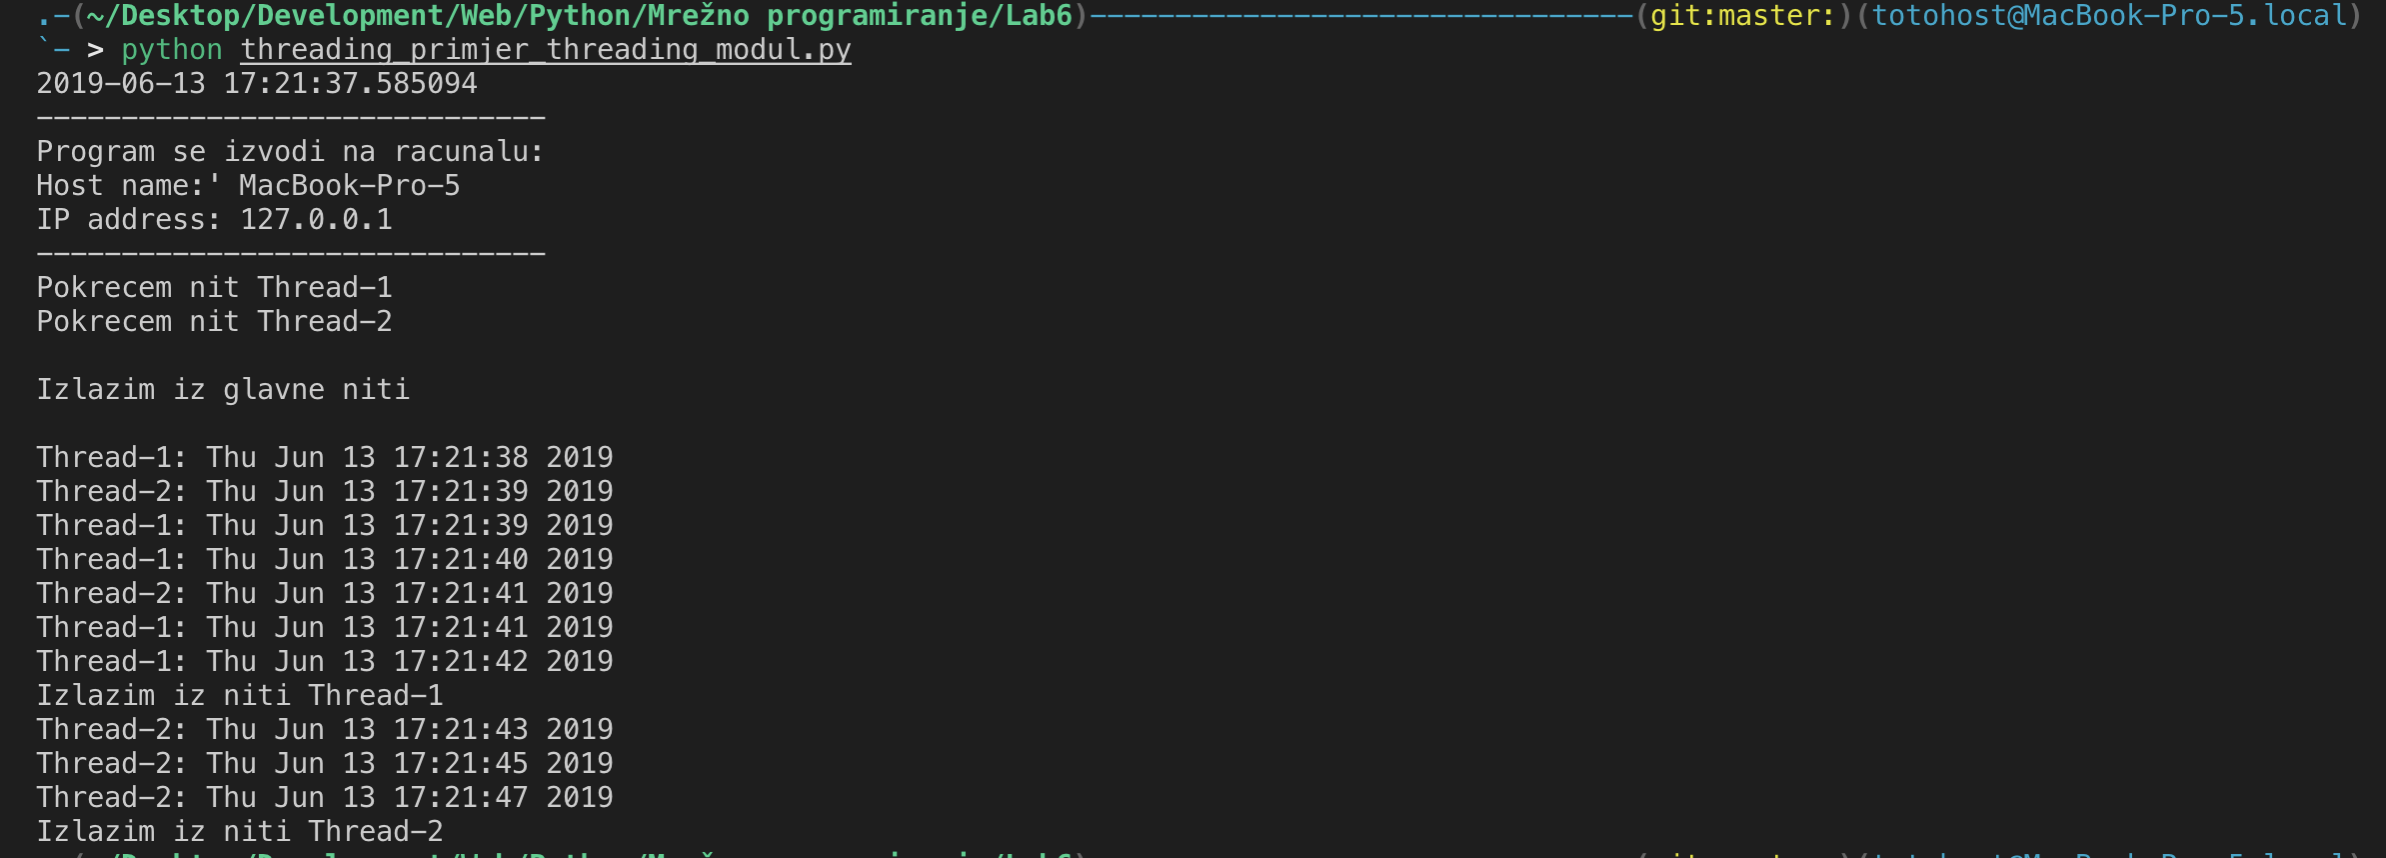 .-(~/Desktop/Development/Web/Python/Mrežno programiranje/Lab6)--------------------------------(git:master:)(totohost@MacBook-Pro-5.local)
`- > python threading_primjer_threading_modul.py
2019-06-13 17:21:37.585094
------------------------------
Program se izvodi na racunalu:
Host name:' MacBook-Pro-5
IP address: 127.0.0.1
------------------------------
Pokrecem nit Thread-1
Pokrecem nit Thread-2
Izlazim iz glavne niti
Thread-1: Thu Jun 13 17:21:38 2019
Thread-2: Thu Jun 13 17:21:39 2019
Thread-1: Thu Jun 13 17:21:39 2019
Thread-1: Thu Jun 13 17:21:40 2019
Thread-2: Thu Jun 13 17:21:41 2019
Thread-1: Thu Jun 13 17:21:41 2019
Thread-1: Thu Jun 13 17:21:42 2019
Izlazim iz niti Thread-1
Thread-2: Thu Jun 13 17:21:43 2019
Thread-2: Thu Jun 13 17:21:45 2019
Thread-2: Thu Jun 13 17:21:47 2019
Izlazim iz niti Thread-2